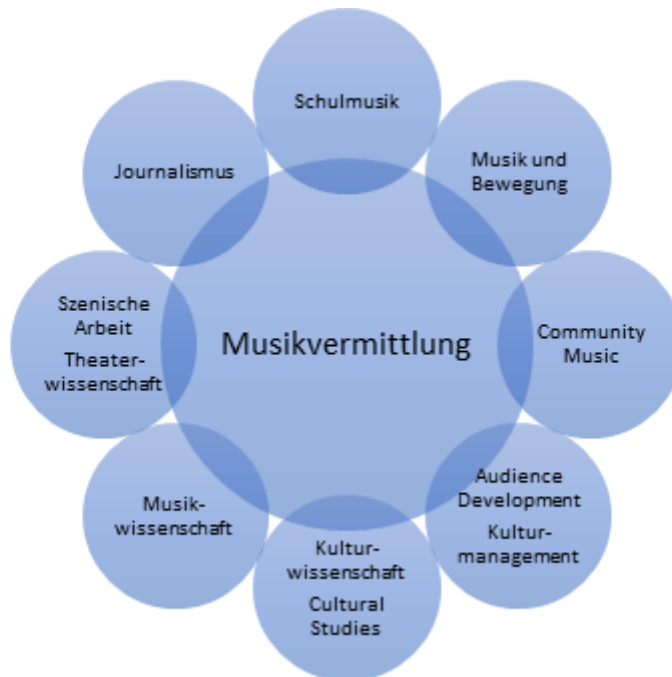 Schulmusik
Musik und
Bewegung
Community
Music
Audience
Development
Kultur-
management
Kultur-
wissenschaft
Cultural
Studies
Musik-
wissenschaft
Szenische
Arbeit
Theater-
wissenschaft
Journalismus
Musikvermittlung